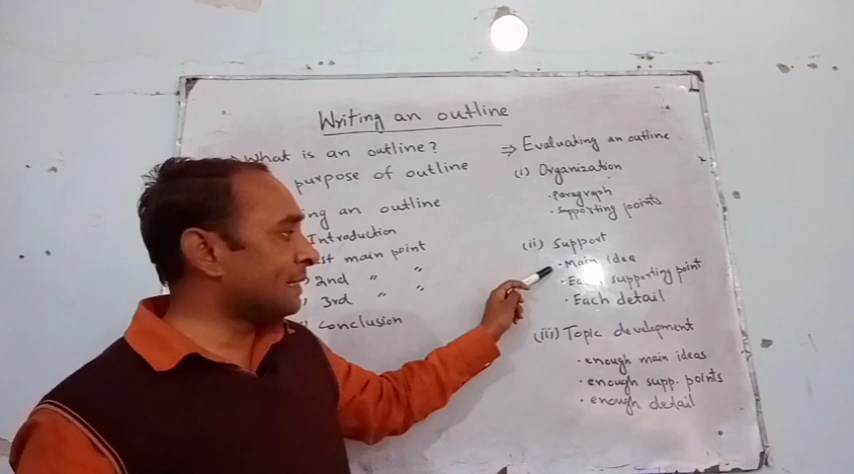 Writing an outline
What is an outline?
purpose of outline
an outline
Introduction
main point
2nd " "
3rd " "
conclusion
⇒ Evaluating an outline
(i) Organization
· Paragraph
· Supporting points
(ii) Support
· Main idea
· Each supporting point
· Each detail
(iii) Topic development
· enough main ideas
· enough supp. points
· enough detail